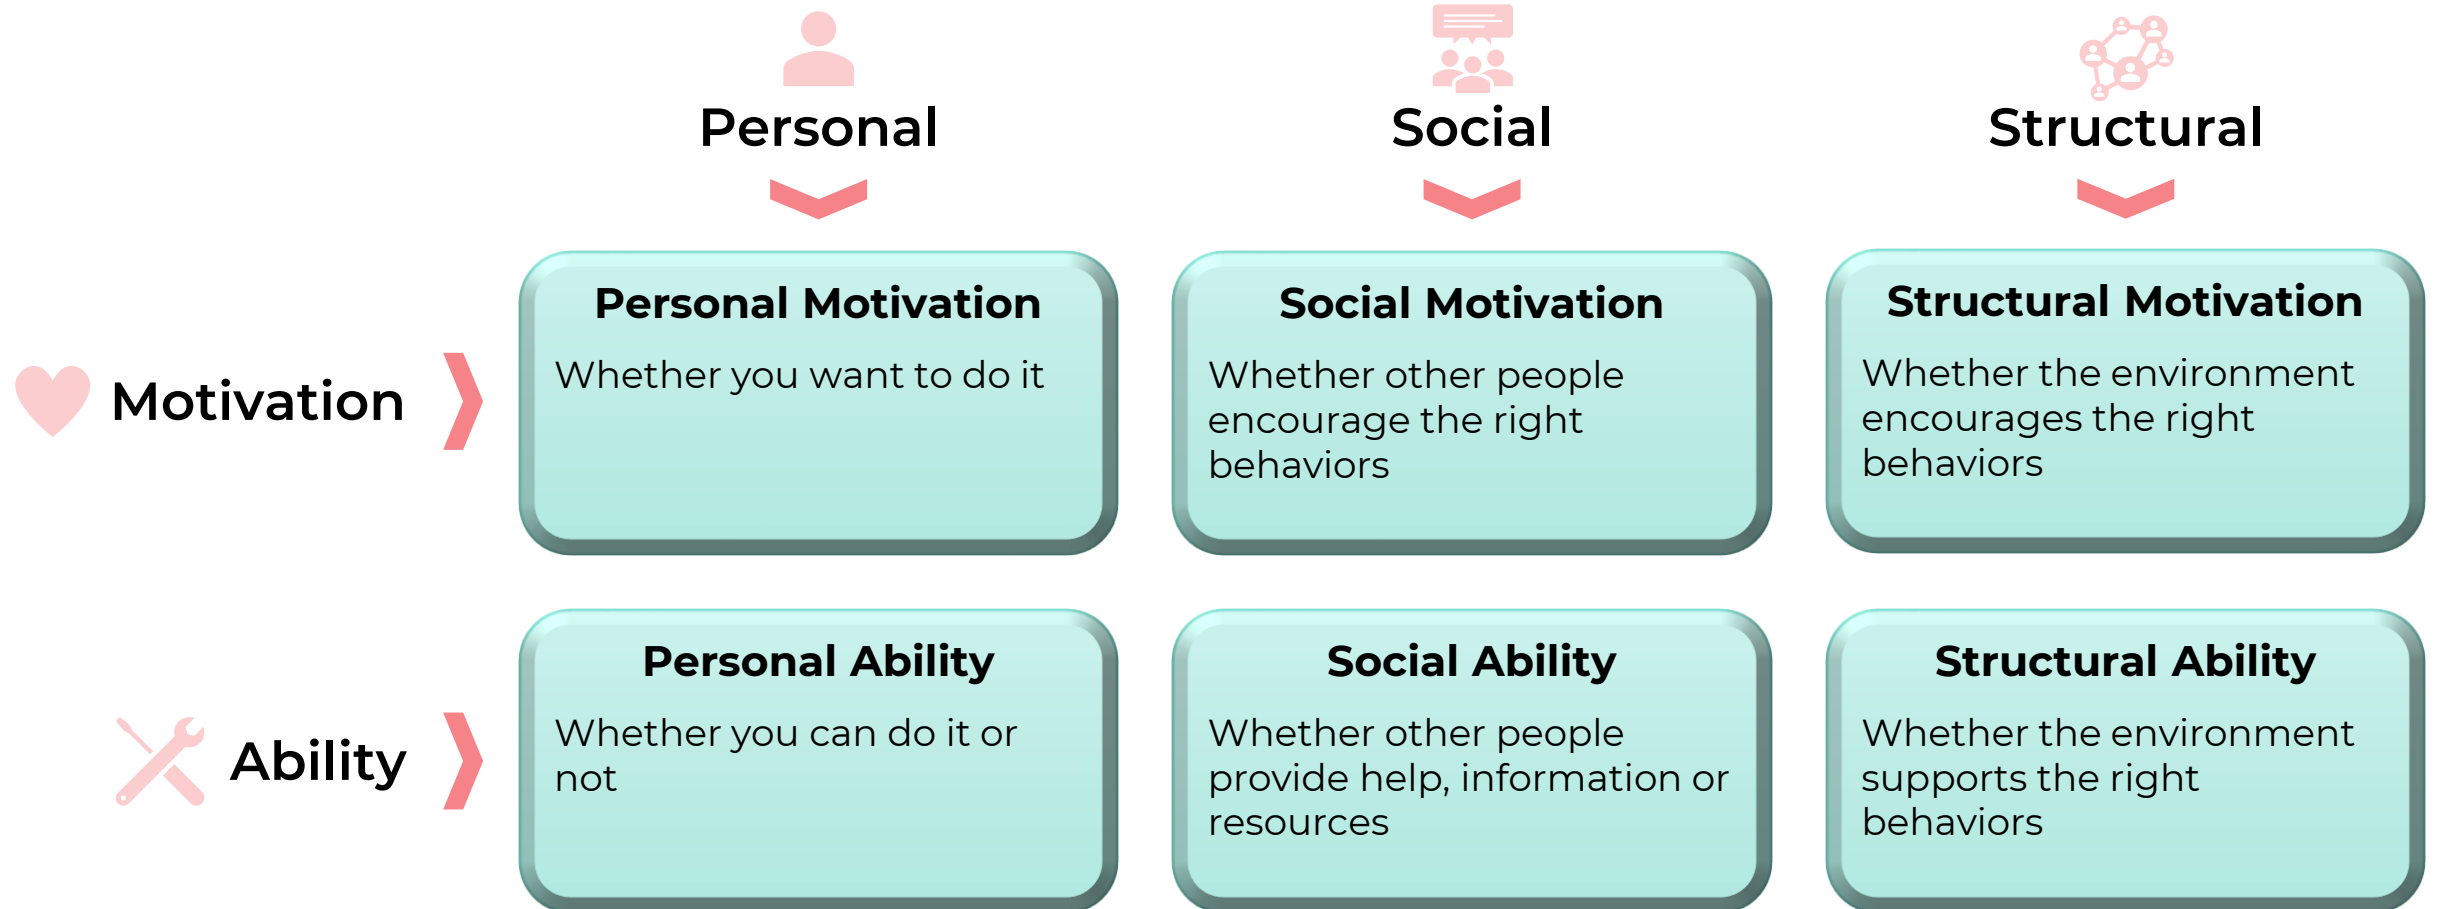 Personal
Social
Structural
Motivation
Personal Motivation
Whether you want to do it
Social Motivation
Whether other people
encourage the right
behaviors
Structural Motivation
Whether the environment
encourages the right
behaviors
Ability
Personal Ability
Whether you can do it or
not
Social Ability
Whether other people
provide help, information or
resources
Structural Ability
Whether the environment
supports the right
behaviors